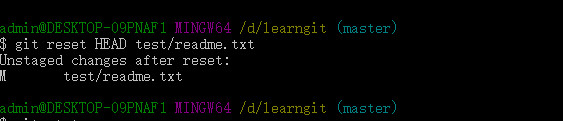 admin@DESKTOP-09PNAF1 MINGW64 /d/learngit (master)
$ git reset HEAD test/readme.txt
Unstaged changes after reset:
M       test/readme.txt
admin@DESKTOP-09PNAF1 MINGW64 /d/learngit (master)